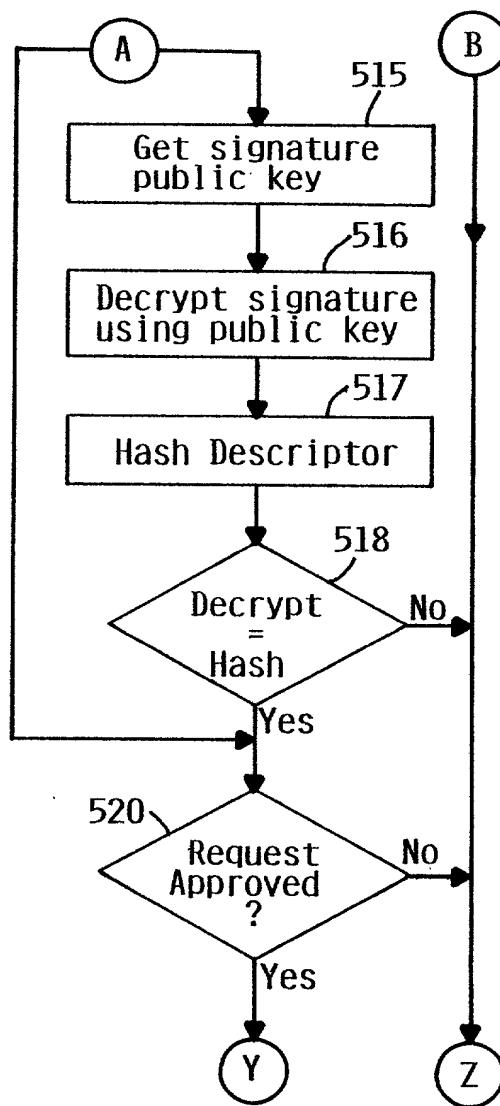 A
B
515
Get signature
public key
516
Decrypt signature
using public key
517
Hash Descriptor
518
Decrypt
=
Hash
No
Yes
520
Request
Approved
?
No
Yes
Y
Z